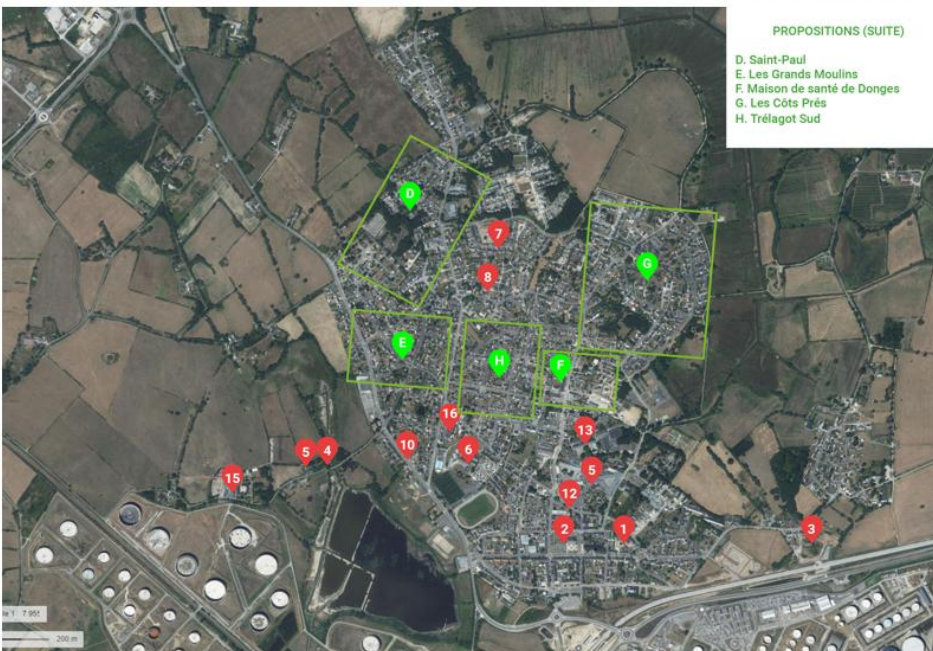 PROPOSITIONS (SUITE)
D. Saint-Paul
E. Les Grands Moulins
F. Maison de santé de Donges
G. Les Côts Prés
H. Trélagot Sud
D
7
G
8
E
H
F
16
13
10
6
5
4
5
15
12
2
1
3
200 m